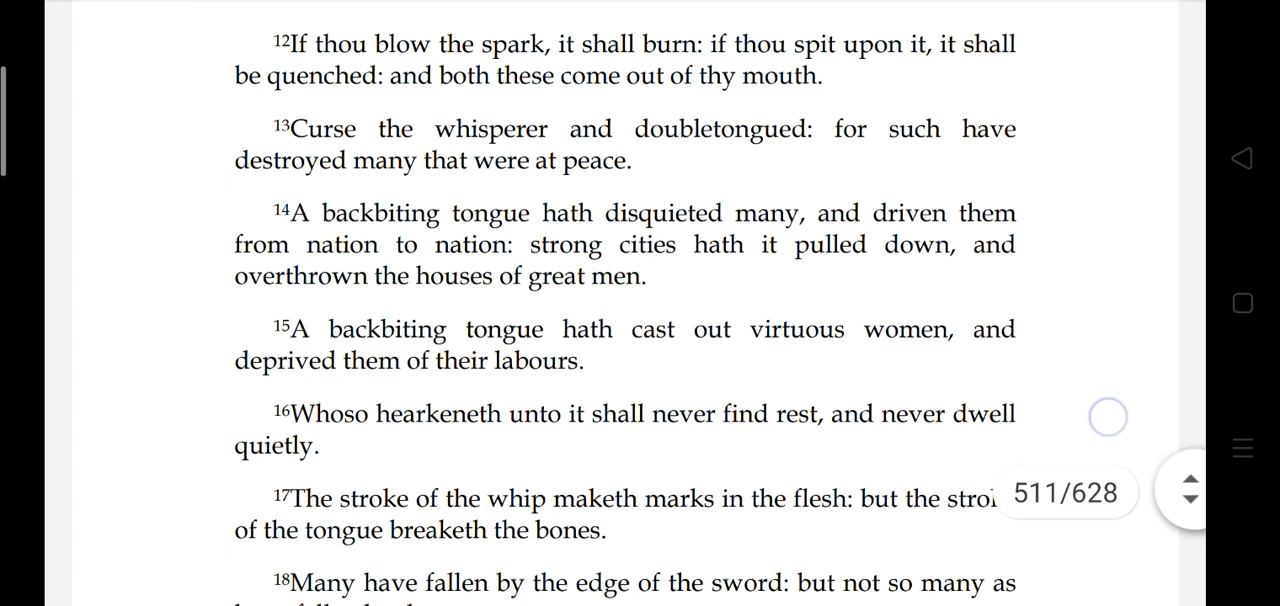 12If thou blow the spark, it shall burn: if thou spit upon it, it shall
be quenched: and both these come out of thy mouth.
13Curse the whisperer and doubletongued: for such have
destroyed many that were at peace.
14A backbiting tongue hath disquieted many, and driven them
from nation to nation: strong cities hath it pulled down, and
overthrown the houses of great men.
15A backbiting tongue hath cast out virtuous women, and
deprived them of their labours.
16Whoso hearkeneth unto it shall never find rest, and never dwell
quietly.
17The stroke of the whip maketh marks in the flesh: but the
511/628
of the tongue breaketh the bones.
18Many have fallen by the edge of the sword: but not so many as